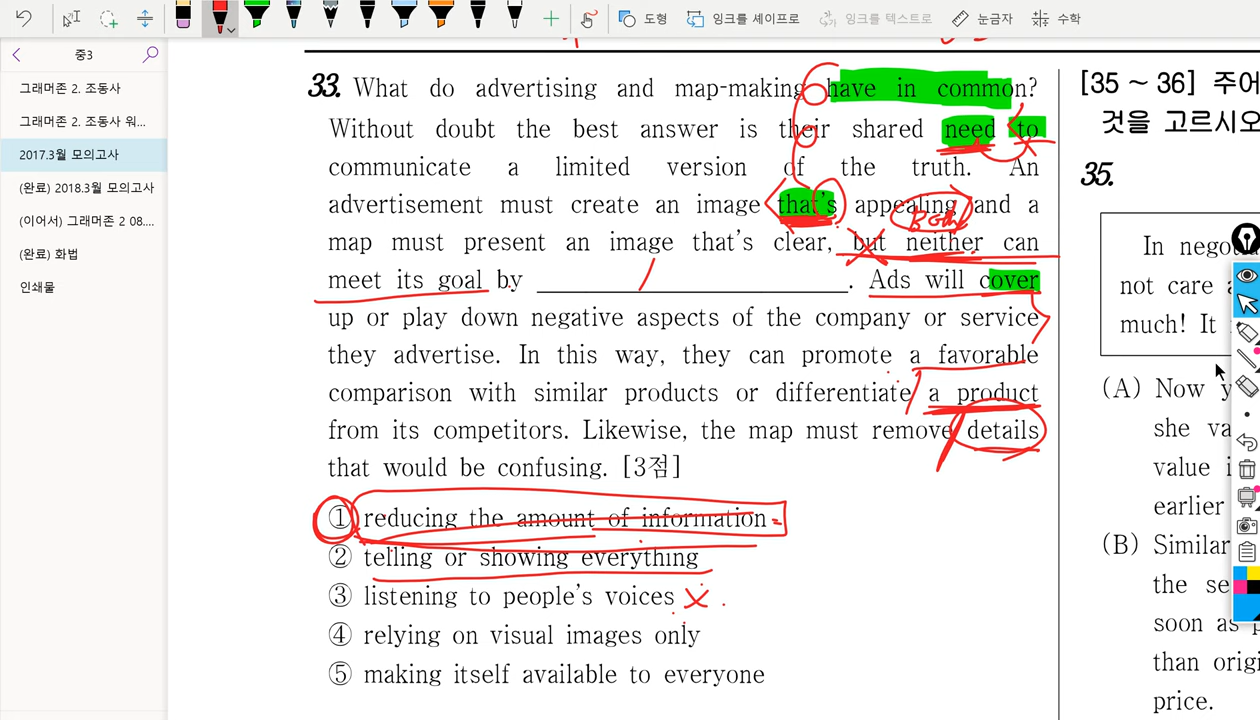 도형
잉크를 셰이프로
잉크를 텍스트로
눈금자
수학
중3
그래머존 2. 조동사
그래머존 2. 조동사 워...
2017.3월 모의고사
(완료) 2018.3월 모의고사
(이어서) 그래머존 2 08....
(완료) 화법
인쇄물
33. What do advertising and map-making have in common?
Without doubt the best answer is their shared need to
communicate a limited version of the truth. An
advertisement must create an image that's appealing and a
Both
map must present an image that's clear, but neither can
meet its goal by ____________. Ads will cover
up or play down negative aspects of the company or service
they advertise. In this way, they can promote a favorable
comparison with similar products or differentiate a product
from its competitors. Likewise, the map must remove details
that would be confusing. [3점]
① reducing the amount of information
② telling or showing everything
③ listening to people's voices
④ relying on visual images only
⑤ making itself available to everyone
[35 ~ 36] 주어
것을 고르시오
35.
In
not care
much! It
(A) Now
she
value
earlier
(B) Similar
the
soon as
than
price.